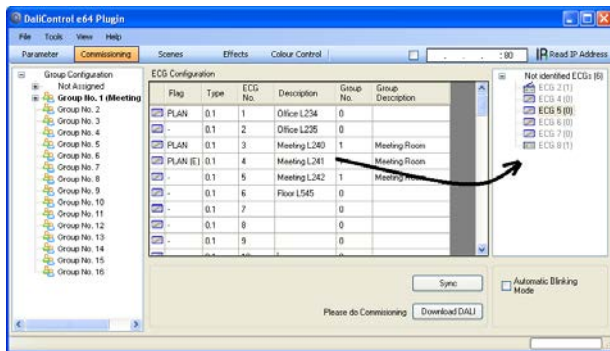 DaliControl e64 Plugin
File Tools View Help
Parameter Commissioning Scenes Effects Colour Control . . . :80 Read IP Address
Group Configuration
Not Assigned
Group No. 1 (Meeting
Group No. 2
Group No. 3
Group No. 4
Group No. 5
Group No. 6
Group No. 7
Group No. 8
Group No. 9
Group No. 10
Group No. 11
Group No. 12
Group No. 13
Group No. 14
Group No. 15
Group No. 16
ECG Configuration
Flag Type ECG No. Description Group No. Group Description
PLAN 0.1 1 Office L234 0
- 0.1 2 Office L235 0
PLAN 0.1 3 Meeting L240 1 Meeting Room
PLAN (E) 0.1 4 Meeting L241 1 Meeting Room
- 0.1 5 Meeting L242 1 Meeting Room
- 0.1 6 Floor L545 0
- 0.1 7 0
- 0.1 8 0
- 0.1 9 0
Sync
Please do Commisioning Download DALI
Not identified ECGs (6)
ECG 2 (1)
ECG 4 (0)
ECG 5 (0)
ECG 6 (0)
ECG 7 (0)
ECG 8 (1)
Automatic Blinking
Mode